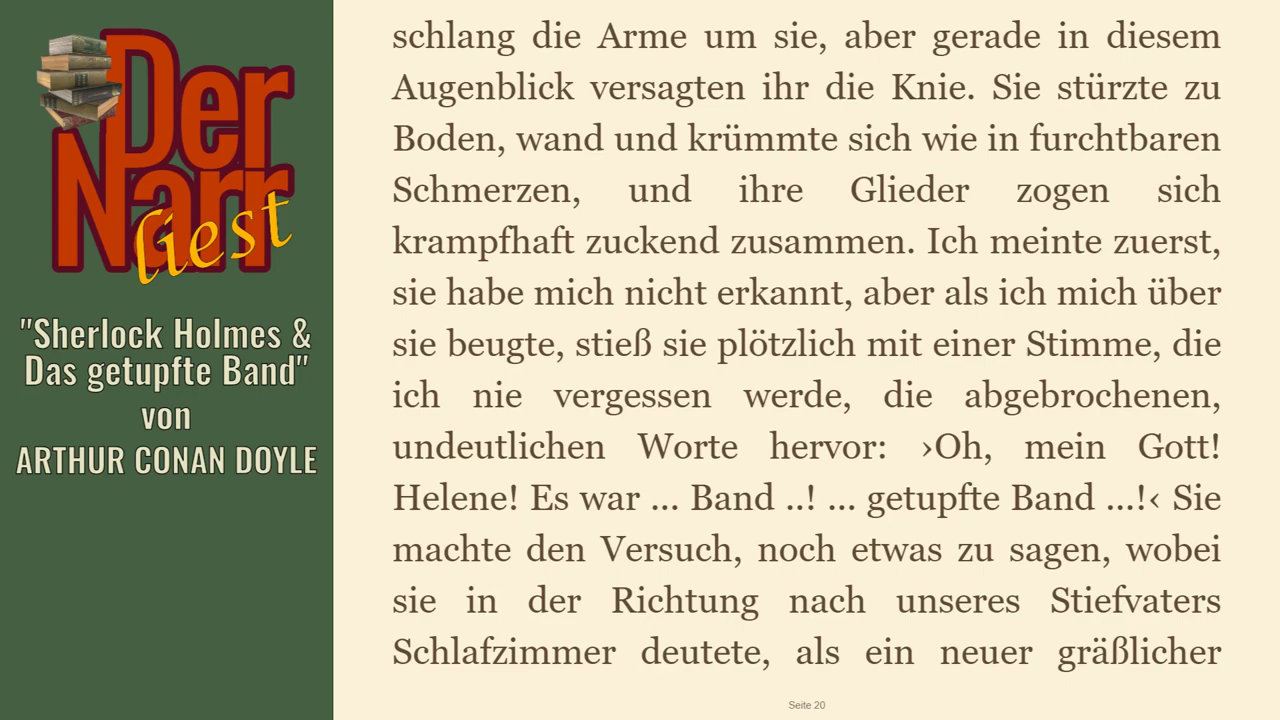 Der
Narr
liest
"Sherlock Holmes &
Das getupfte Band"
von
ARTHUR CONAN DOYLE
schlang die Arme um sie, aber gerade in diesem
Augenblick versagten ihr die Knie. Sie stürzte zu
Boden, wand und krümmte sich wie in furchtbaren
Schmerzen, und ihre Glieder zogen sich
krampfhaft zuckend zusammen. Ich meinte zuerst,
sie habe mich nicht erkannt, aber als ich mich über
sie beugte, stieß sie plötzlich mit einer Stimme, die
ich nie vergessen werde, die abgebrochenen,
undeutlichen Worte hervor: ›Oh, mein Gott!
Helene! Es war ... Band ..! ... getupfte Band ...!‹ Sie
machte den Versuch, noch etwas zu sagen, wobei
sie in der Richtung nach unseres Stiefvaters
Schlafzimmer deutete, als ein neuer gräßlicher
Seite 20